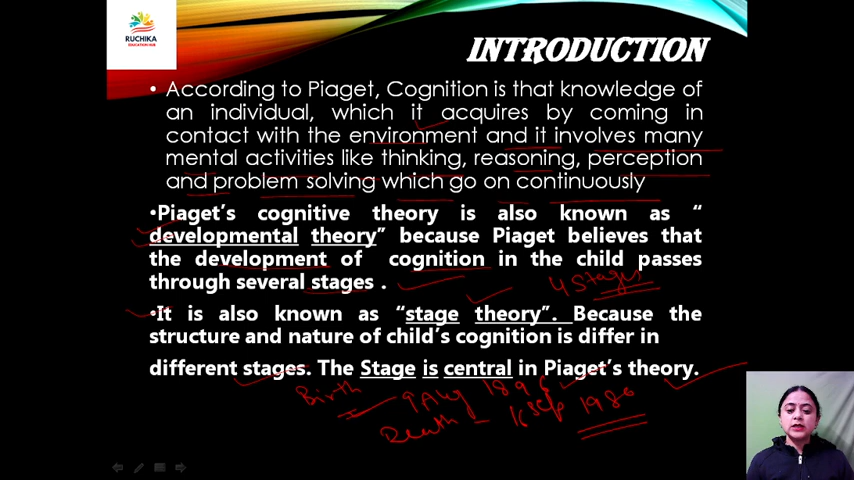 RUCHIKA
EDUCATION HUB
INTRODUCTION
• According to Piaget, Cognition is that knowledge of
an individual, which it acquires by coming in
contact with the environment and it involves many
mental activities like thinking, reasoning, perception
and problem solving which go on continuously
•Piaget's cognitive theory is also known as “
developmental theory” because Piaget believes that
the development of cognition in the child passes
through several stages .
4 Stages
•It is also known as “stage theory”. Because the
structure and nature of child's cognition is differ in
different stages. The Stage is central in Piaget's theory.
Birth 9 Aug 1896
Death – 16 Sep 1980